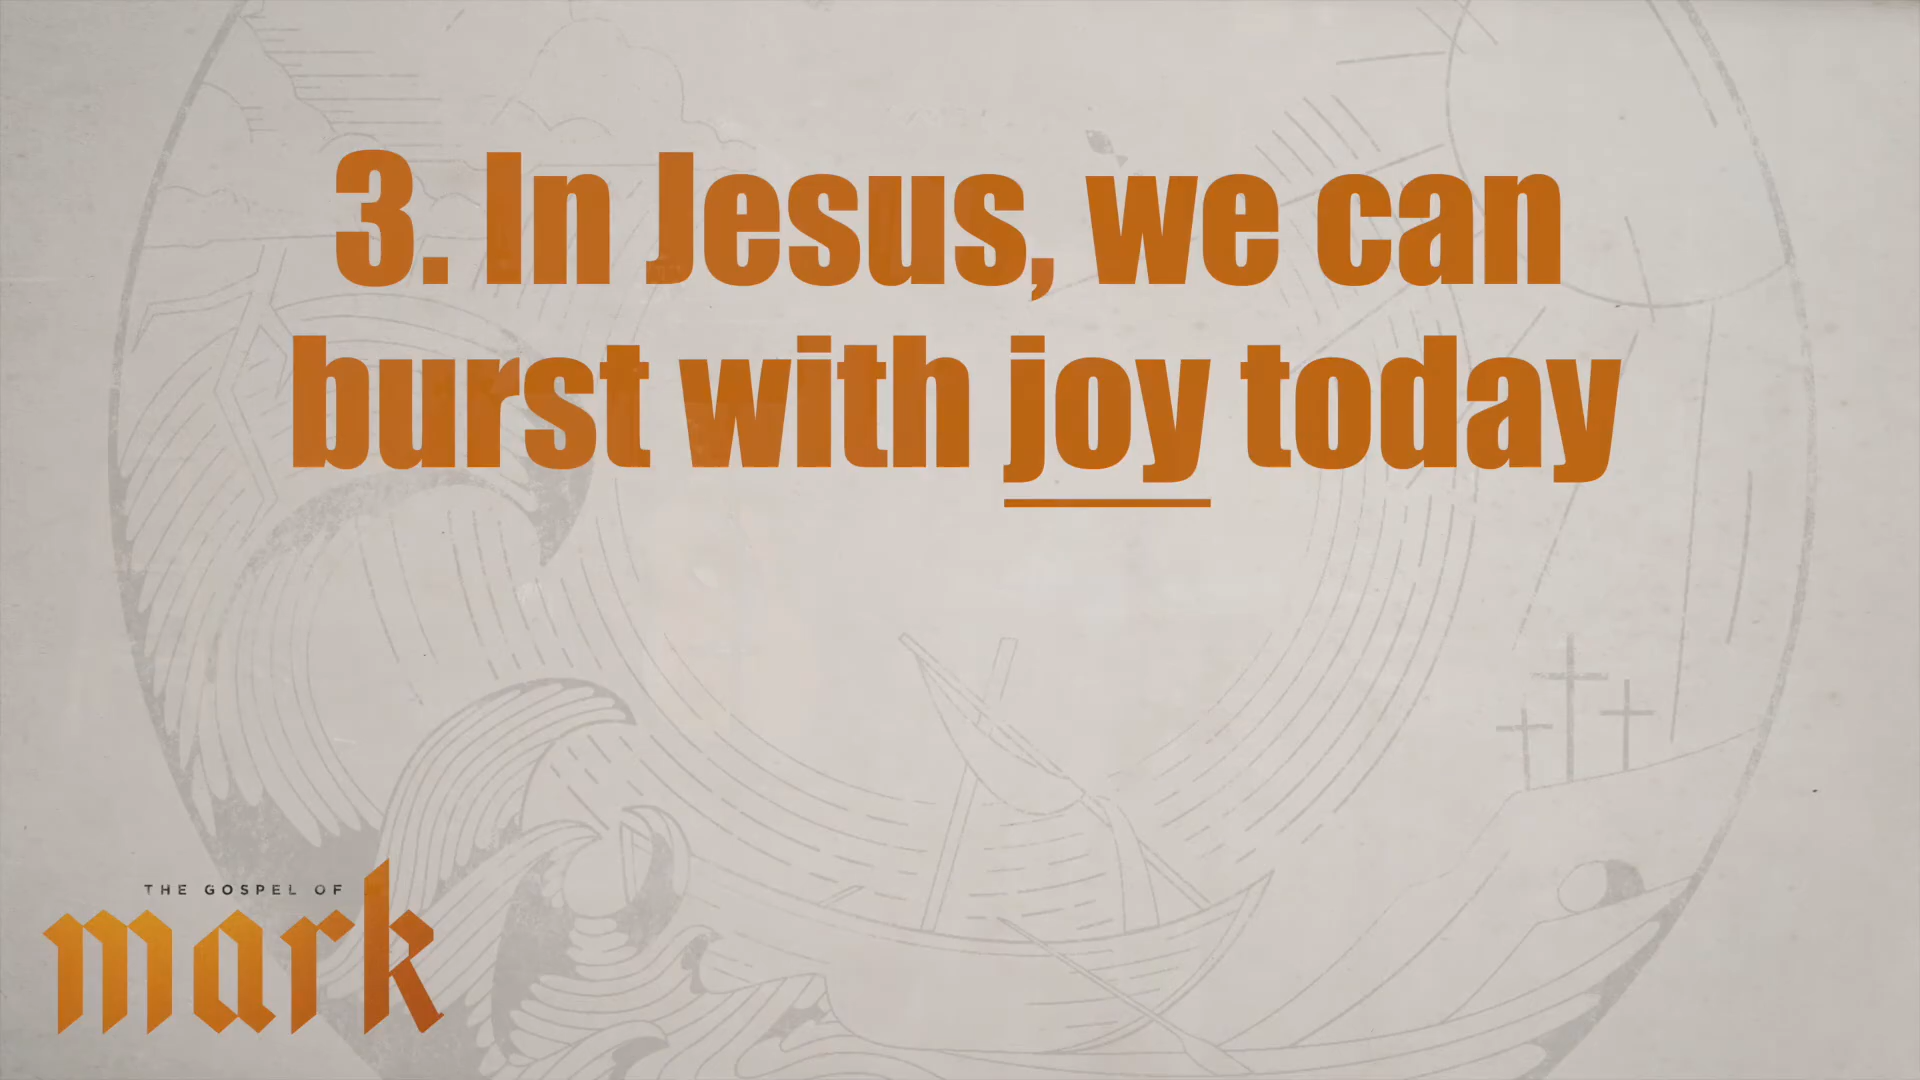 3. In Jesus, we can
burst with joy today
THE GOSPEL OF
mark